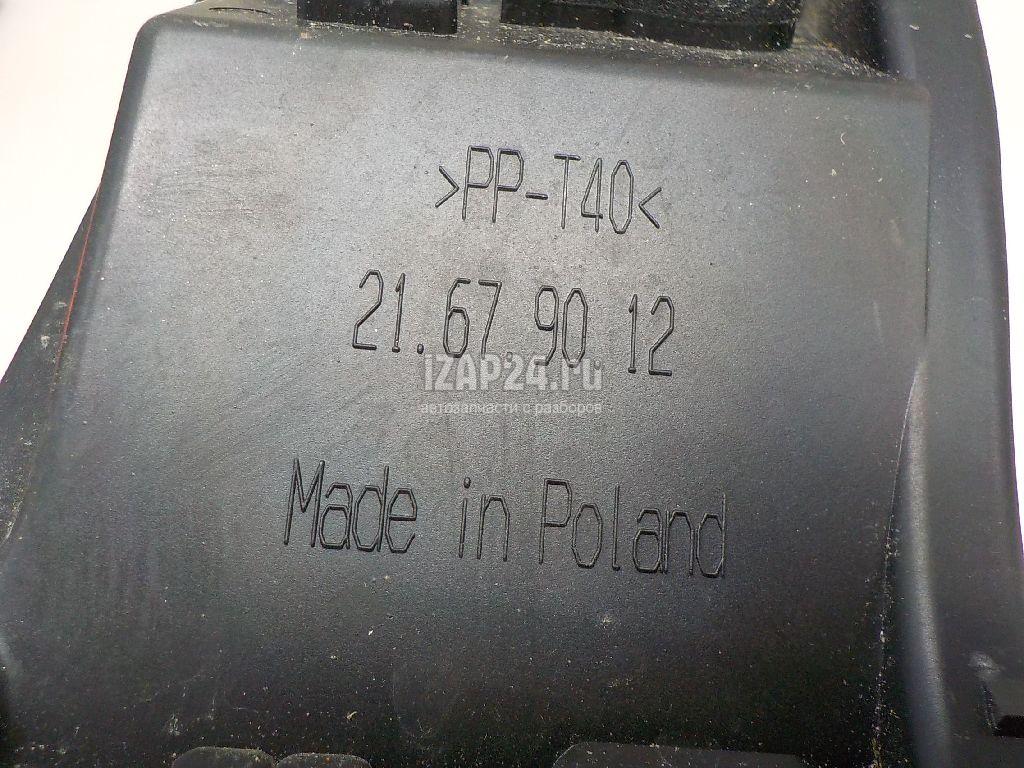 >PP-T40<
21.67.90.12
iZAP24.ru
автозапчасти с разборов
Made in Poland